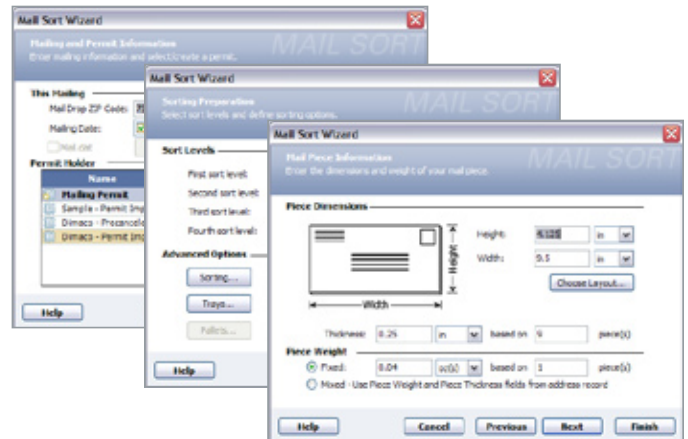 Mail Sort Wizard
Mailing and Permit Information
Enter mailing information and select/create a permit.
MAIL SORT
This Mailing
Mail Drop ZIP Code:
Mailing Date:
Permit Holder
Name
Mailing Permit
Sample - Permit Imp
Dimacs - Precancele
Dimacs - Permit Imp
Help
Mail Sort Wizard
Sorting Preparation
Select sort levels and define sorting options.
MAIL SORT
Sort Levels
First sort level:
Second sort level:
Third sort level:
Fourth sort level:
Advanced Options
Sorting...
Trays...
Pallets...
Help
Mail Sort Wizard
Mail Piece Information
Enter the dimensions and weight of your mail piece.
MAIL SORT
Piece Dimensions
Height
Width
Height: in
Width: 9.5 in
Choose Layout...
Thickness: 0.25 in based on 9 piece(s)
Piece Weight
Fixed: 0.04 oz(s) based on 1 piece(s)
Mixed - Use Piece Weight and Piece Thickness fields from address record
Help Cancel Previous Next Finish